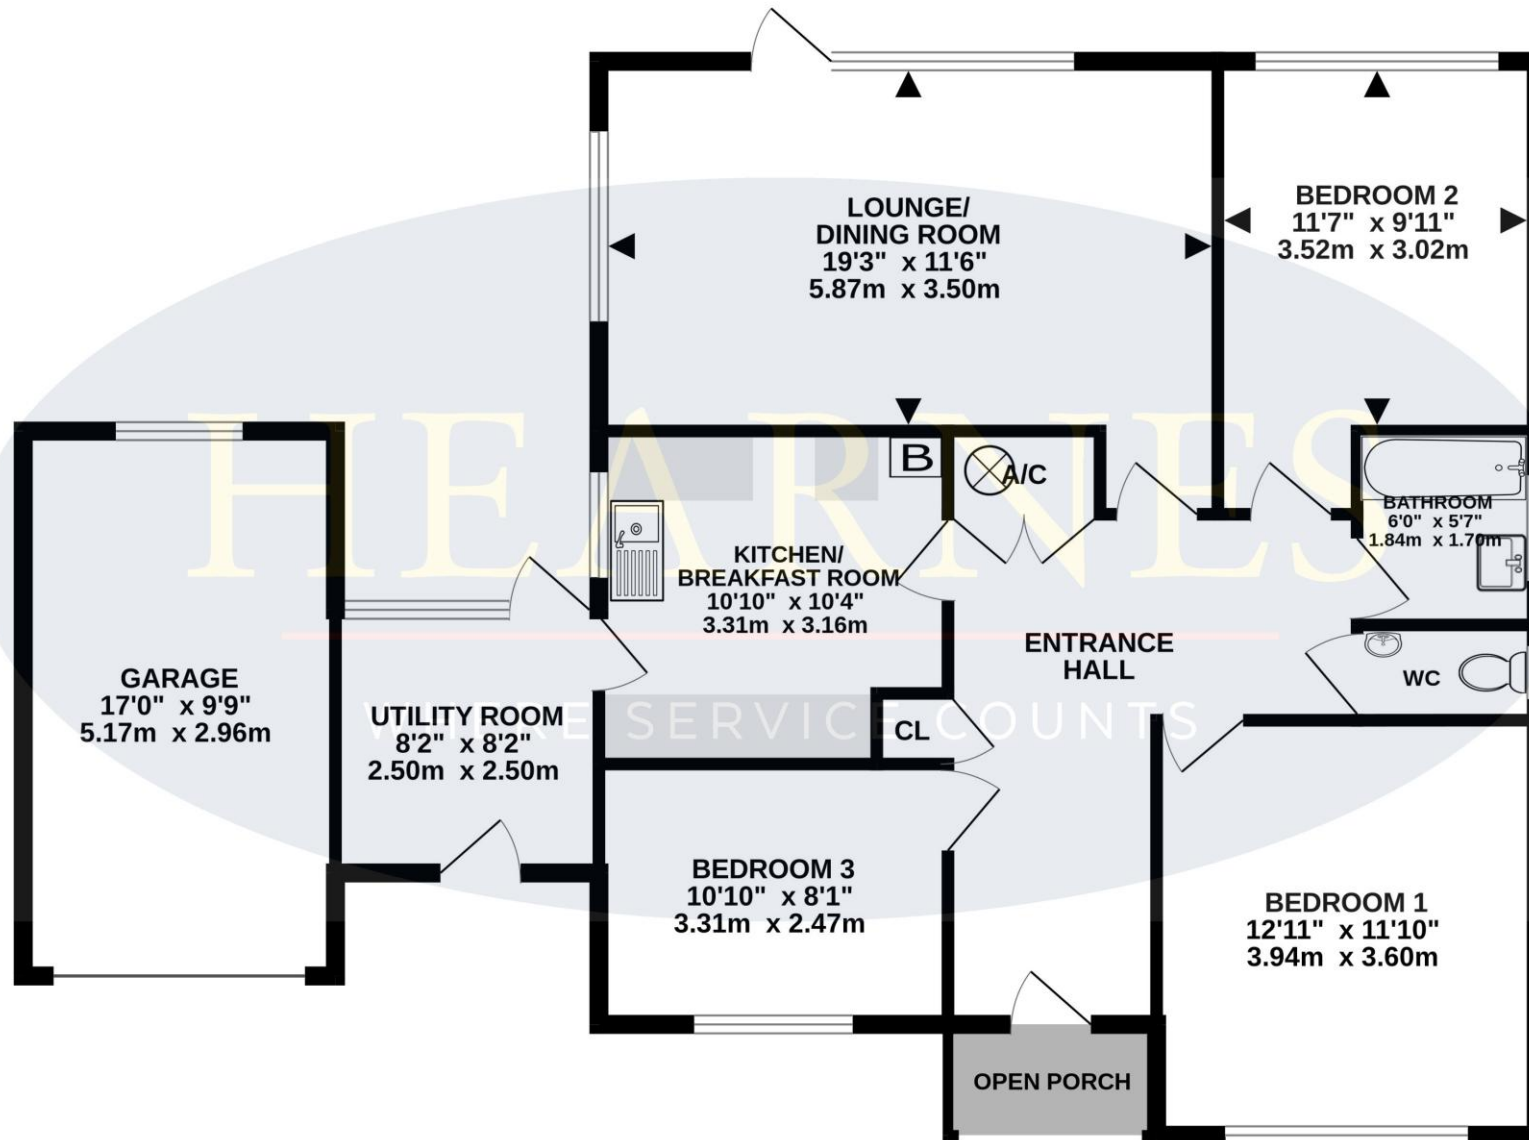 LOUNGE/
DINING ROOM
19'3" x 11'6"
5.87m x 3.50m
BEDROOM 2
11'7" x 9'11"
3.52m x 3.02m
HEARNES
B
A/C
BATHROOM
6'0" x 5'7"
1.84m x 1.70m
KITCHEN/
BREAKFAST ROOM
10'10" x 10'4"
3.31m x 3.16m
ENTRANCE
HALL
GARAGE
17'0" x 9'9"
5.17m x 2.96m
WC
UTILITY ROOM
8'2" x 8'2"
2.50m x 2.50m
WHERE SERVICE COUNTS
CL
BEDROOM 3
10'10" x 8'1"
3.31m x 2.47m
BEDROOM 1
12'11" x 11'10"
3.94m x 3.60m
OPEN PORCH